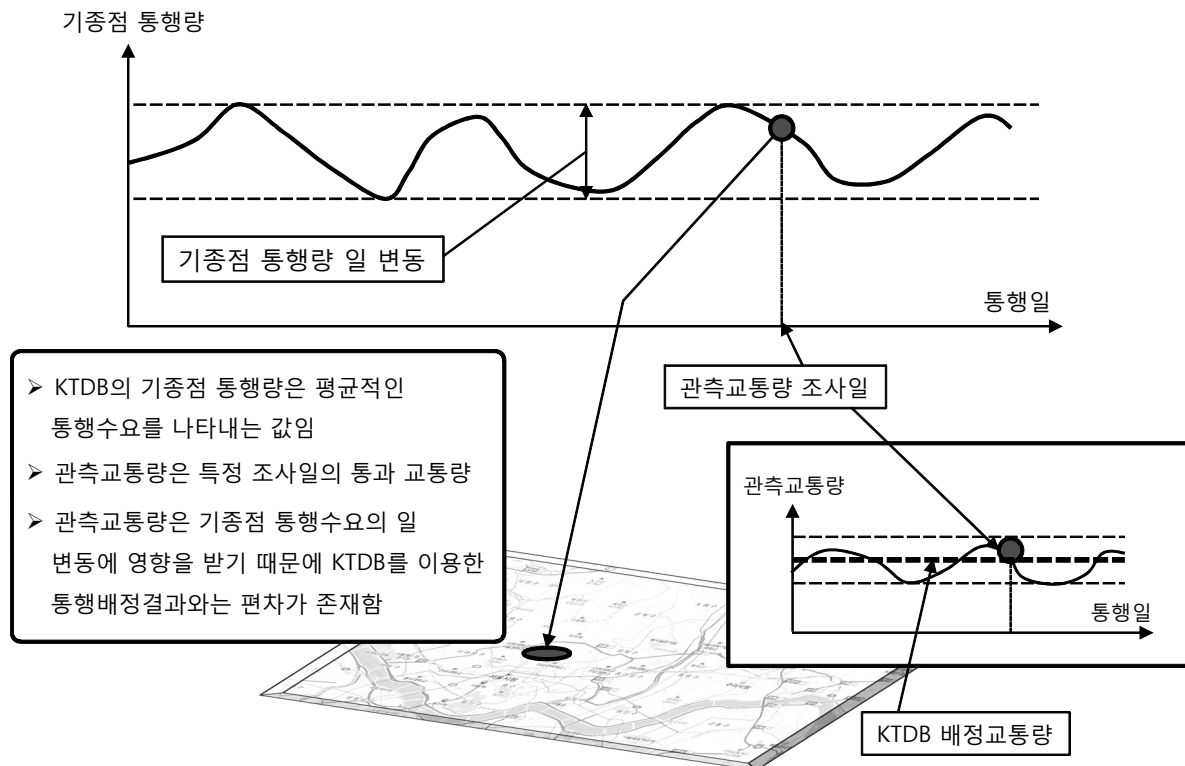 기종점 통행량
기종점 통행량 일 변동
통행일
➢ KTDB의 기종점 통행량은 평균적인
통행수요를 나타내는 값임
➢ 관측교통량은 특정 조사일의 통과 교통량
➢ 관측교통량은 기종점 통행수요의 일
변동에 영향을 받기 때문에 KTDB를 이용한
통행배정결과와는 편차가 존재함
관측교통량 조사일
관측교통량
통행일
KTDB 배정교통량